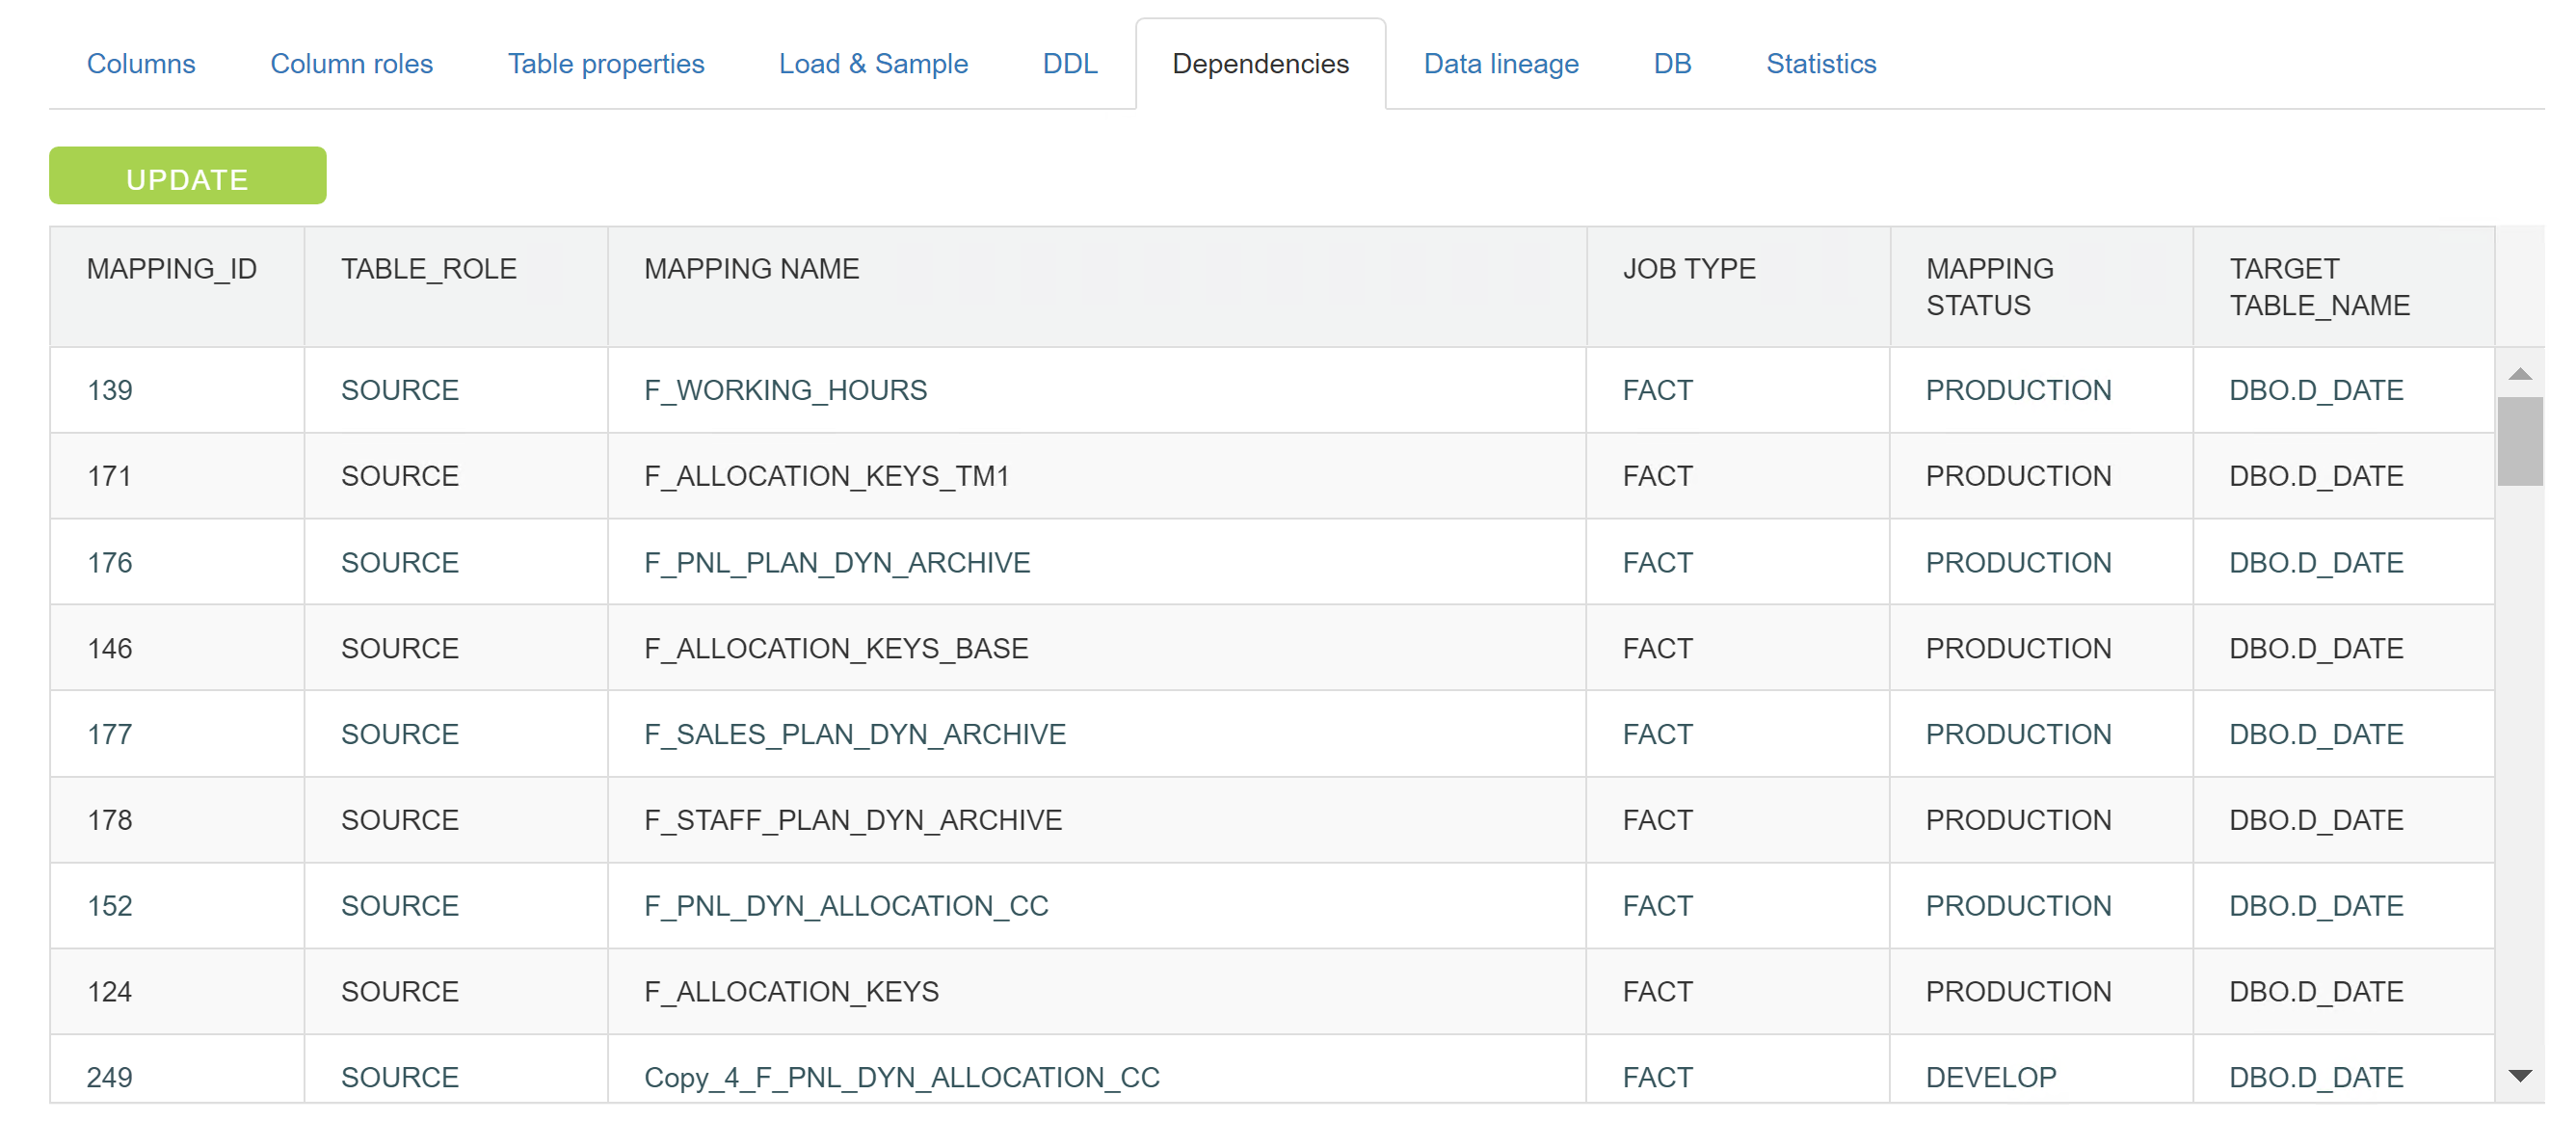 Columns Column roles Table properties Load & Sample DDL Dependencies Data lineage DB Statistics
UPDATE
MAPPING_ID TABLE_ROLE MAPPING NAME JOB TYPE MAPPING STATUS TARGET TABLE_NAME
139 SOURCE F_WORKING_HOURS FACT PRODUCTION DBO.D_DATE
171 SOURCE F_ALLOCATION_KEYS_TM1 FACT PRODUCTION DBO.D_DATE
176 SOURCE F_PNL_PLAN_DYN_ARCHIVE FACT PRODUCTION DBO.D_DATE
146 SOURCE F_ALLOCATION_KEYS_BASE FACT PRODUCTION DBO.D_DATE
177 SOURCE F_SALES_PLAN_DYN_ARCHIVE FACT PRODUCTION DBO.D_DATE
178 SOURCE F_STAFF_PLAN_DYN_ARCHIVE FACT PRODUCTION DBO.D_DATE
152 SOURCE F_PNL_DYN_ALLOCATION_CC FACT PRODUCTION DBO.D_DATE
124 SOURCE F_ALLOCATION_KEYS FACT PRODUCTION DBO.D_DATE
249 SOURCE Copy_4_F_PNL_DYN_ALLOCATION_CC FACT DEVELOP DBO.D_DATE